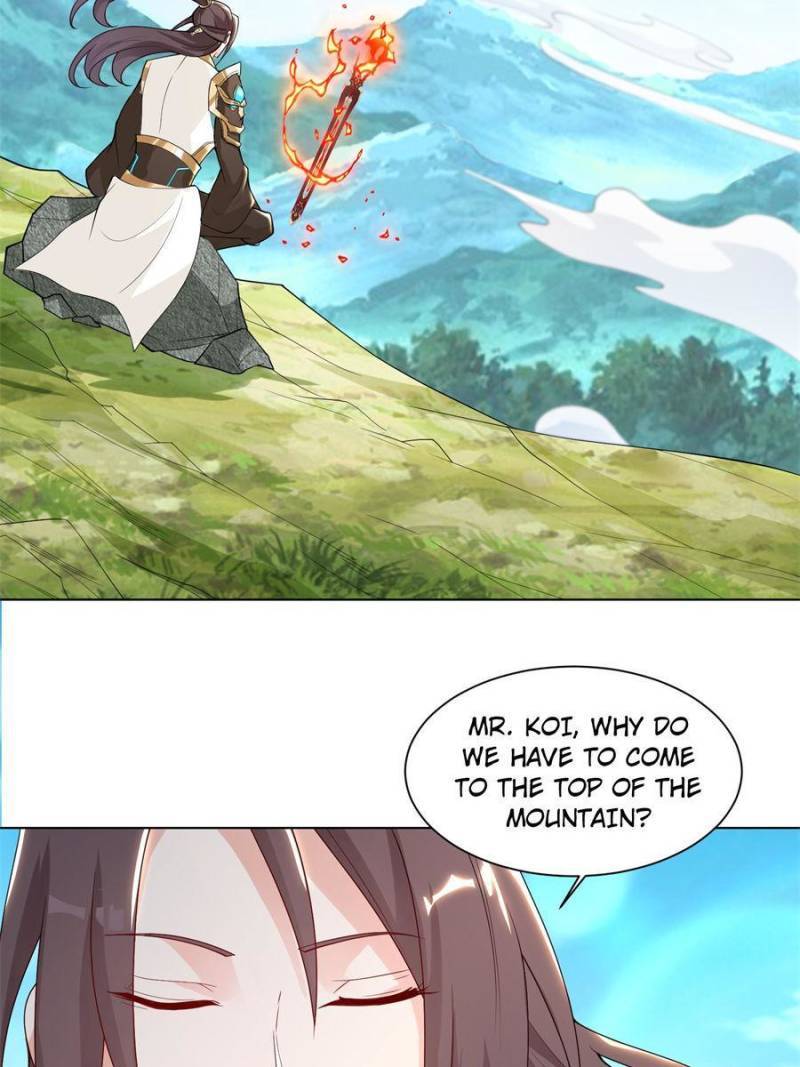 MR. KOI, WHY DO
WE HAVE TO COME
TO THE TOP OF THE
MOUNTAIN?